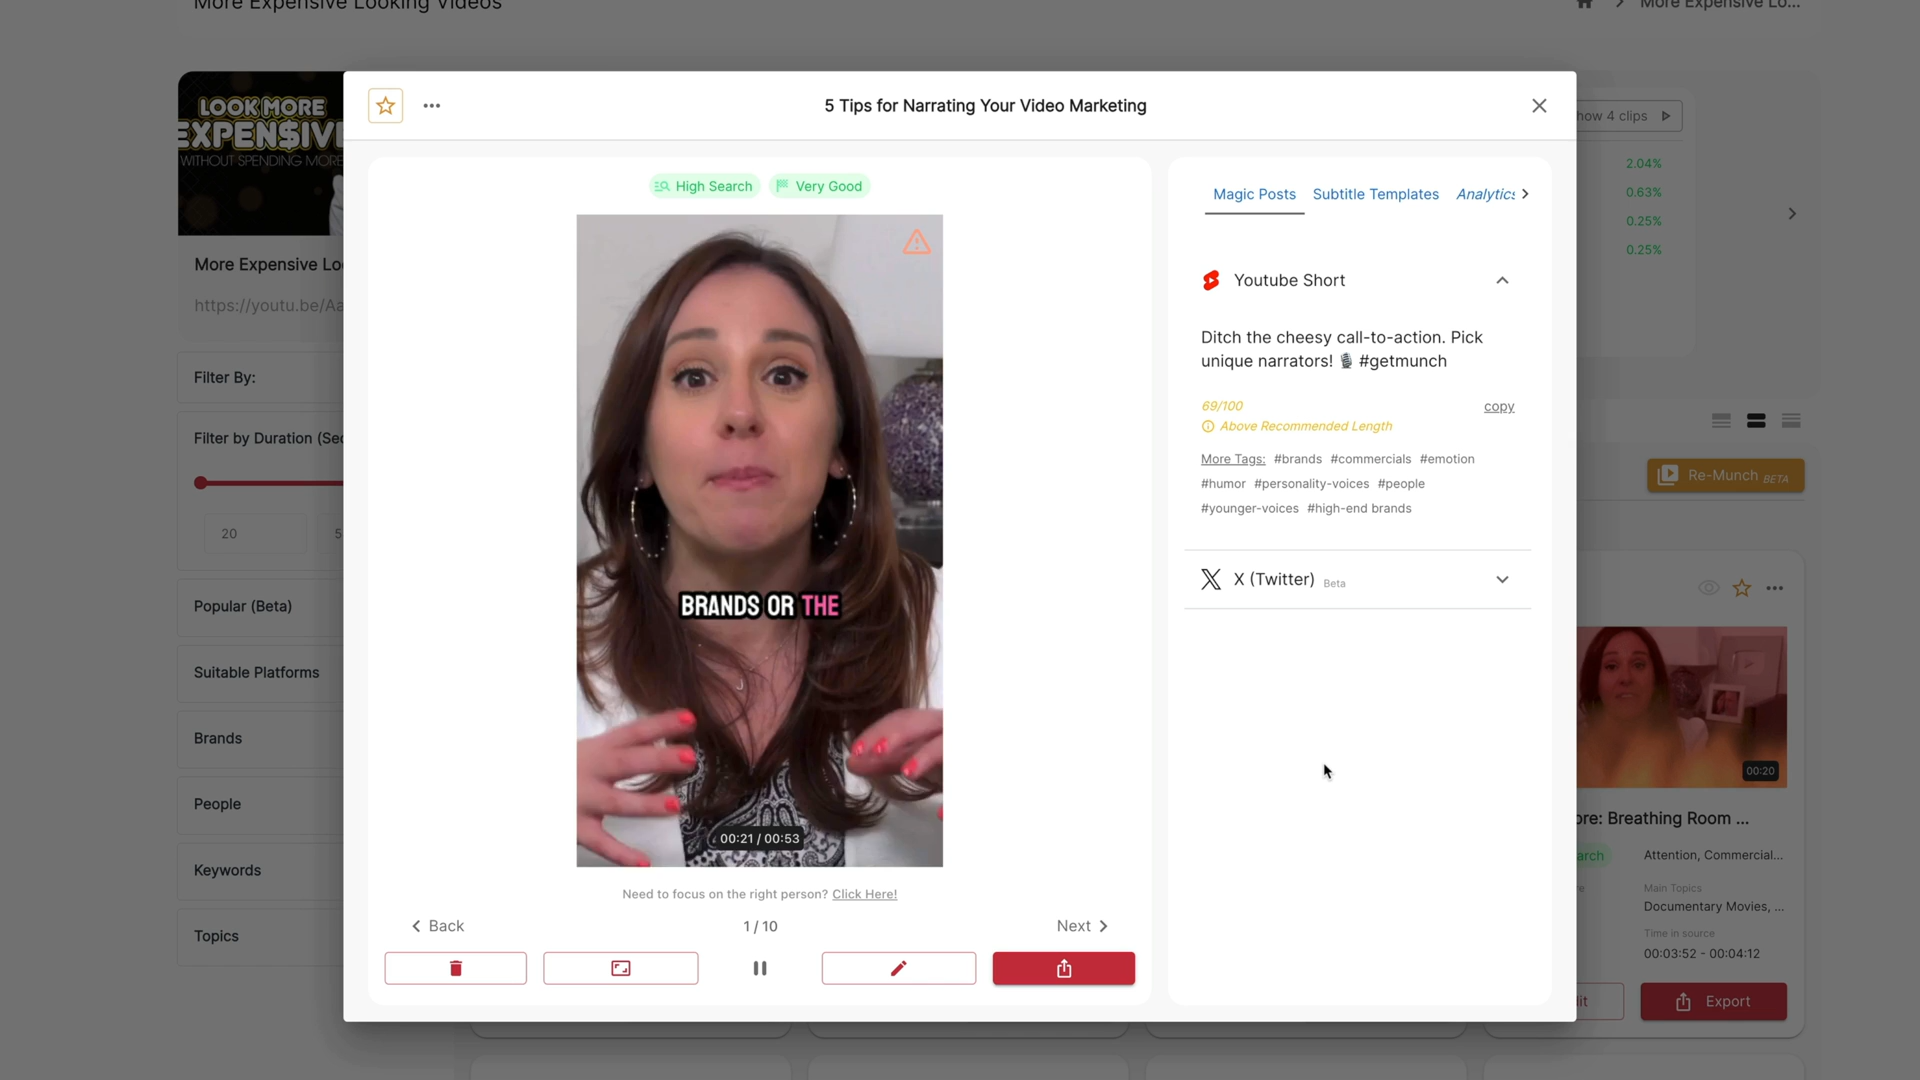 More Expensive Looking Videos
More Expensive Lo...
LOOK MORE
EXPEN$IVE
WITHOUT SPENDING MORE
More Expensive Lo
https://youtu.be/Aa
Filter By:
Filter by Duration (Sec
20
5
Popular (Beta)
Suitable Platforms
Brands
People
Keywords
Topics
5 Tips for Narrating Your Video Marketing
High Search
Very Good
BRANDS OR THE
00:21 / 00:53
Need to focus on the right person? Click Here!
Back
1 / 10
Next
Magic Posts
Subtitle Templates
Analytics
Youtube Short
Ditch the cheesy call-to-action. Pick
unique narrators! 🎙️ #getmunch
69/100
copy
Above Recommended Length
More Tags: #brands #commercials #emotion
#humor #personality-voices #people
#younger-voices #high-end brands
X (Twitter) Beta
how 4 clips
2.04%
0.63%
0.25%
0.25%
Re-Munch BETA
00:20
ore: Breathing Room ...
arch
Attention, Commercial...
re
Main Topics
Documentary Movies, ...
Time in source
00:03:52 - 00:04:12
it
Export